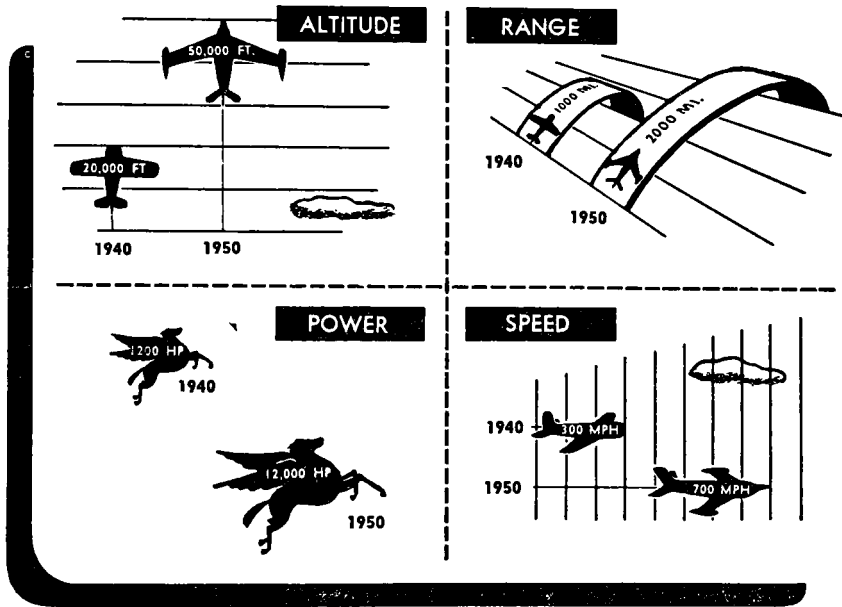 ALTITUDE
50,000 FT.
20,000 FT
1940
1950
RANGE
1000 MI.
2000 MI.
1940
1950
POWER
1200 HP
1940
12,000 HP
1950
SPEED
1940
300 MPH
1950
700 MPH